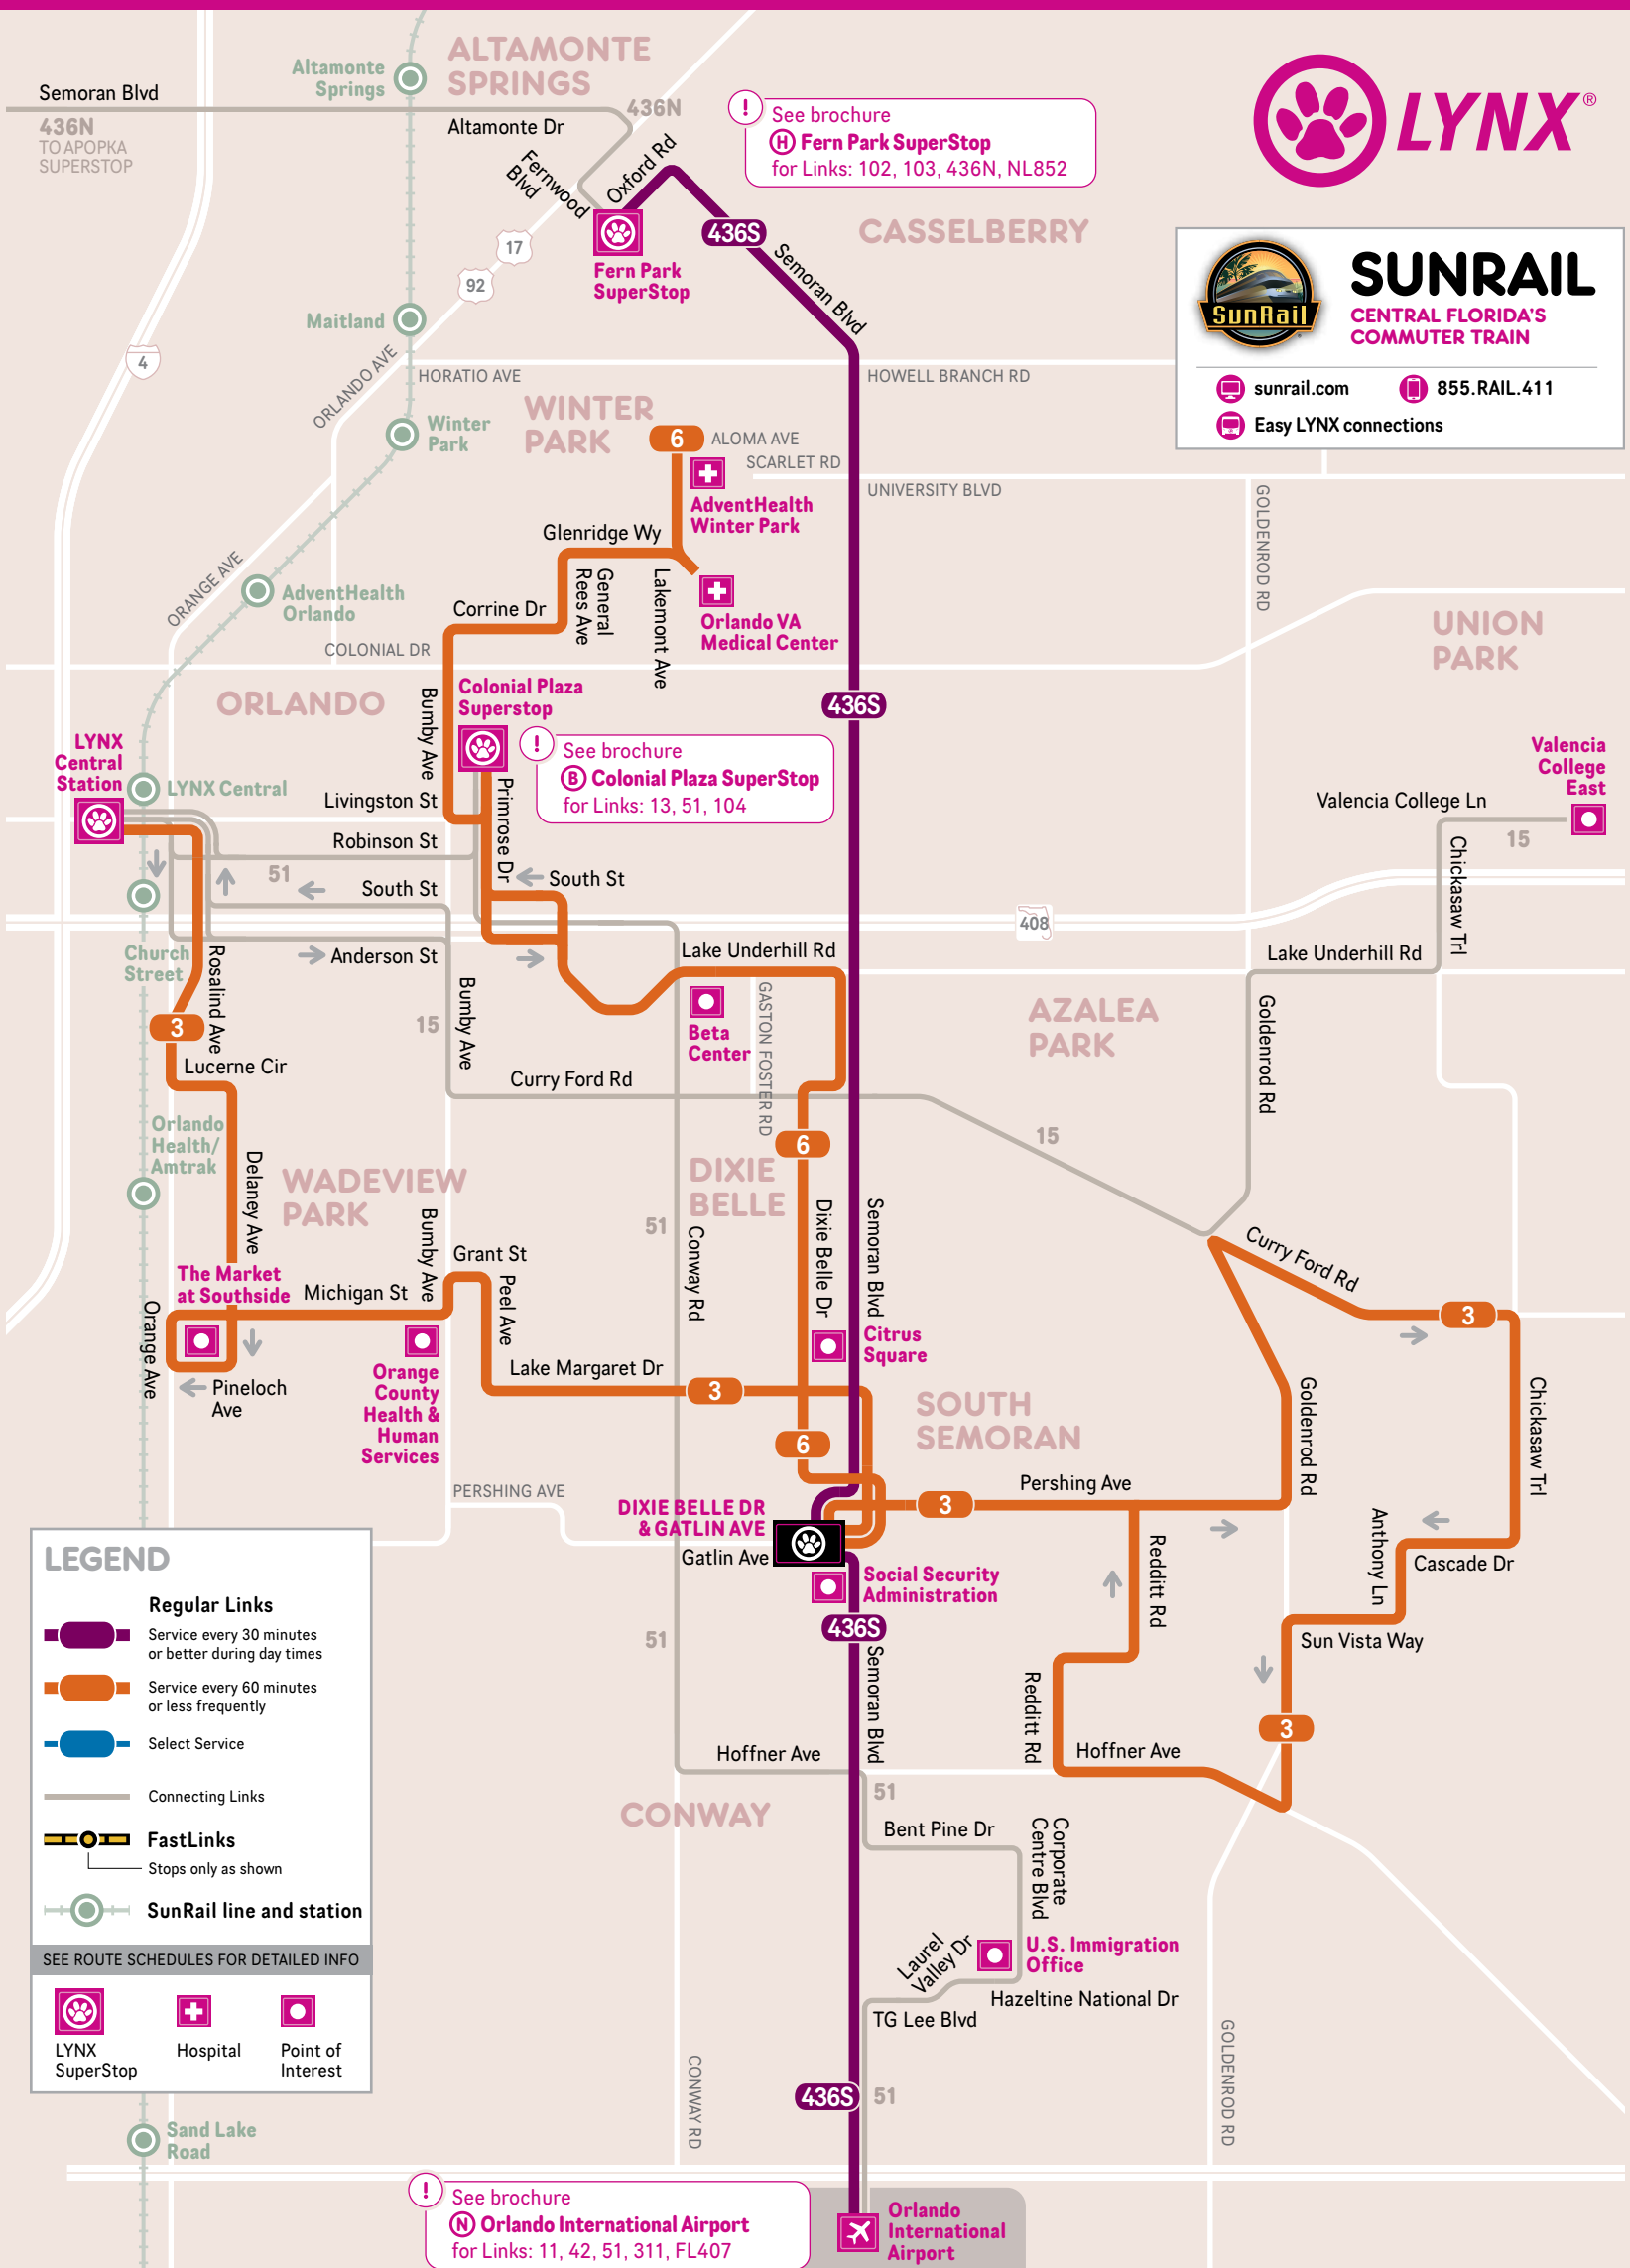 ALTAMONTE
SPRINGS
Altamonte
Springs
Semoran Blvd
436N
TO APOPKA
SUPERSTOP
436N
Altamonte Dr
Fernwood
Blvd
Oxford Rd
! See brochure
H Fern Park SuperStop
for Links: 102, 103, 436N, NL852
LYNX®
CASSELBERRY
436S
17
92
Fern Park
SuperStop
Semoran Blvd
SunRail
SUNRAIL
CENTRAL FLORIDA'S
COMMUTER TRAIN
sunrail.com
855.RAIL.411
Easy LYNX connections
Maitland
4
ORLANDO AVE
HORATIO AVE
HOWELL BRANCH RD
WINTER
PARK
Winter
Park
6
ALOMA AVE
SCARLET RD
UNIVERSITY BLVD
GOLDENROD RD
AdventHealth
Winter Park
Glenridge Wy
General
Rees Ave
Lakemont Ave
Orlando VA
Medical Center
ORANGE AVE
AdventHealth
Orlando
Corrine Dr
COLONIAL DR
UNION
PARK
ORLANDO
Bumby Ave
Colonial Plaza
Superstop
436S
! See brochure
B Colonial Plaza SuperStop
for Links: 13, 51, 104
LYNX
Central
Station
LYNX Central
Livingston St
Primrose Dr
Robinson St
51
South St
South St
Valencia
College
East
Valencia College Ln
15
Chickasaw Trl
408
Church
Street
Anderson St
Rosalind Ave
Lake Underhill Rd
Lake Underhill Rd
3
15
Bumby Ave
Beta
Center
GASTON FOSTER RD
AZALEA
PARK
Goldenrod Rd
Lucerne Cir
Curry Ford Rd
15
Orlando
Health/
Amtrak
6
Delaney Ave
WADEVIEW
PARK
DIXIE
BELLE
51
Conway Rd
Dixie Belle Dr
Semoran Blvd
Curry Ford Rd
3
The Market
at Southside
Michigan St
Bumby Ave
Grant St
Peel Ave
Orange Ave
Pineloch
Ave
Orange
County
Health &
Human
Services
Lake Margaret Dr
3
Citrus
Square
SOUTH
SEMORAN
Goldenrod Rd
Chickasaw Trl
6
PERSHING AVE
Pershing Ave
3
DIXIE BELLE DR
& GATLIN AVE
Gatlin Ave
Social Security
Administration
Redditt Rd
Anthony Ln
Cascade Dr
Sun Vista Way
436S
51
Semoran Blvd
Redditt Rd
3
Hoffner Ave
Hoffner Ave
51
CONWAY
Bent Pine Dr
Corporate
Centre Blvd
Laurel
Valley Dr
U.S. Immigration
Office
Hazeltine National Dr
TG Lee Blvd
CONWAY RD
GOLDENROD RD
436S
51
LEGEND
Regular Links
Service every 30 minutes
or better during day times
Service every 60 minutes
or less frequently
Select Service
Connecting Links
FastLinks
Stops only as shown
SunRail line and station
SEE ROUTE SCHEDULES FOR DETAILED INFO
LYNX
SuperStop
Hospital
Point of
Interest
Sand Lake
Road
! See brochure
N Orlando International Airport
for Links: 11, 42, 51, 311, FL407
Orlando
International
Airport